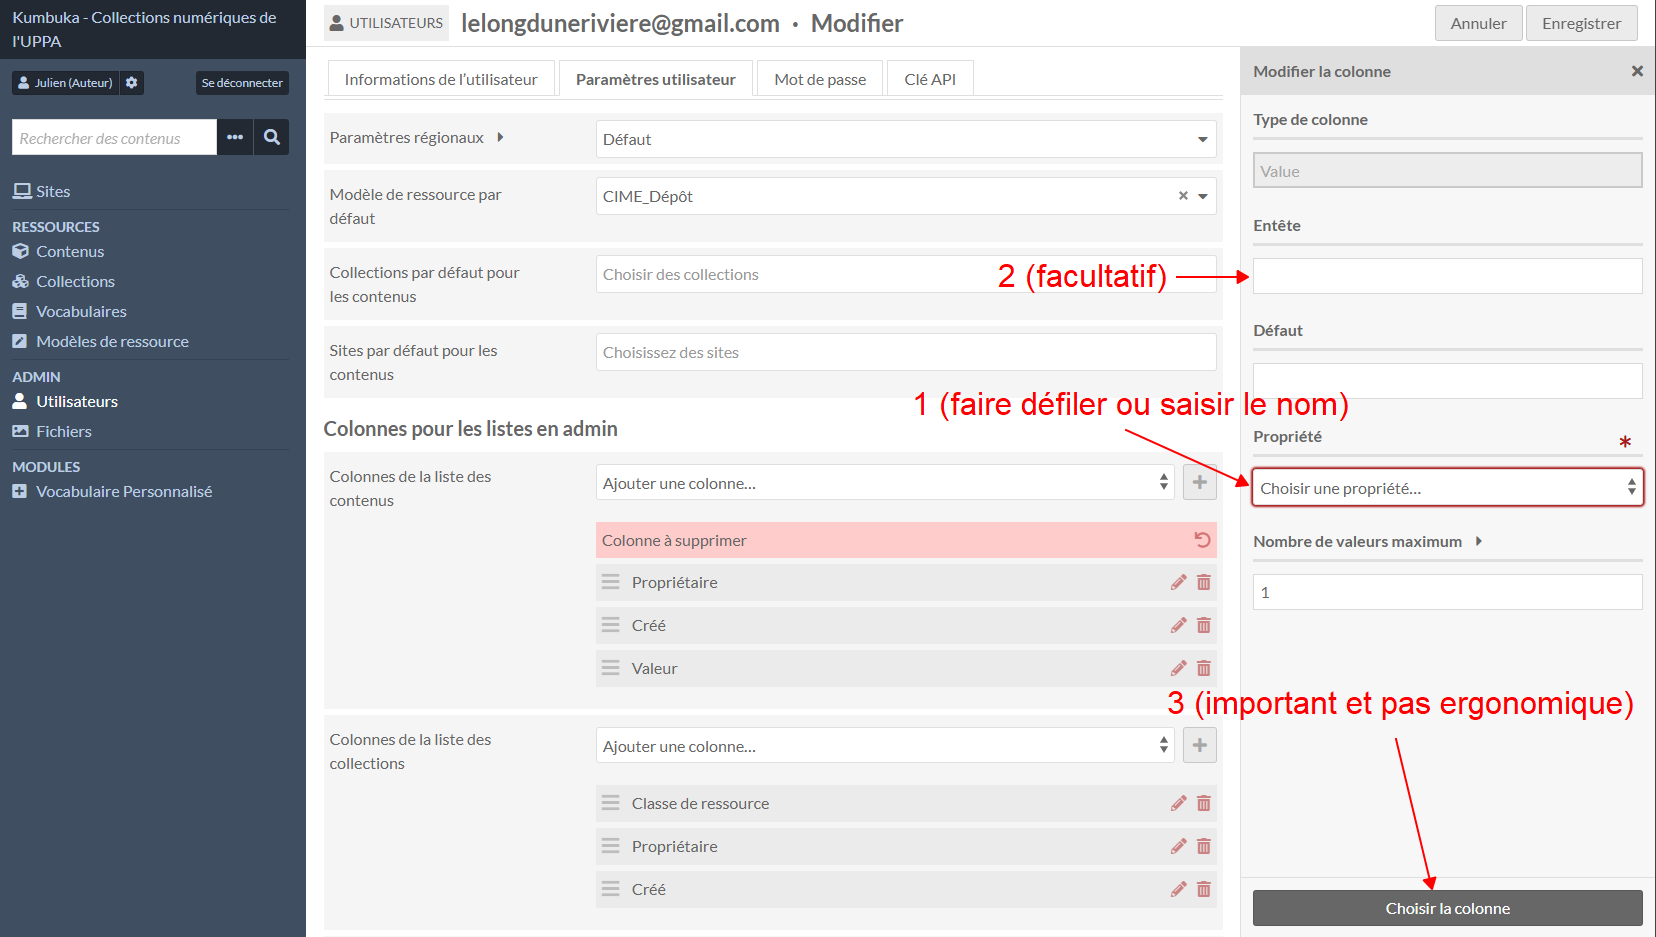 Kumbuka - Collections numériques de
l'UPPA
Julien (Auteur)
Se déconnecter
Rechercher des contenus
Sites
RESSOURCES
Contenus
Collections
Vocabulaires
Modèles de ressource
ADMIN
Utilisateurs
Fichiers
MODULES
Vocabulaire Personnalisé
UTILISATEURS lelongduneriviere@gmail.com · Modifier
Annuler Enregistrer
Informations de l'utilisateur Paramètres utilisateur Mot de passe Clé API
Paramètres régionaux
Défaut
Modèle de ressource par
défaut
CIME_Dépôt
Collections par défaut pour
les contenus
Choisir des collections
Sites par défaut pour les
contenus
Choisissez des sites
Colonnes pour les listes en admin
Colonnes de la liste des
contenus
Ajouter une colonne...
Colonne à supprimer
Propriétaire
Créé
Valeur
Colonnes de la liste des
collections
Ajouter une colonne...
Classe de ressource
Propriétaire
Créé
Modifier la colonne
Type de colonne
Value
Entête
2 (facultatif)
Défaut
1 (faire défiler ou saisir le nom)
Propriété *
Choisir une propriété...
Nombre de valeurs maximum
1
3 (important et pas ergonomique)
Choisir la colonne